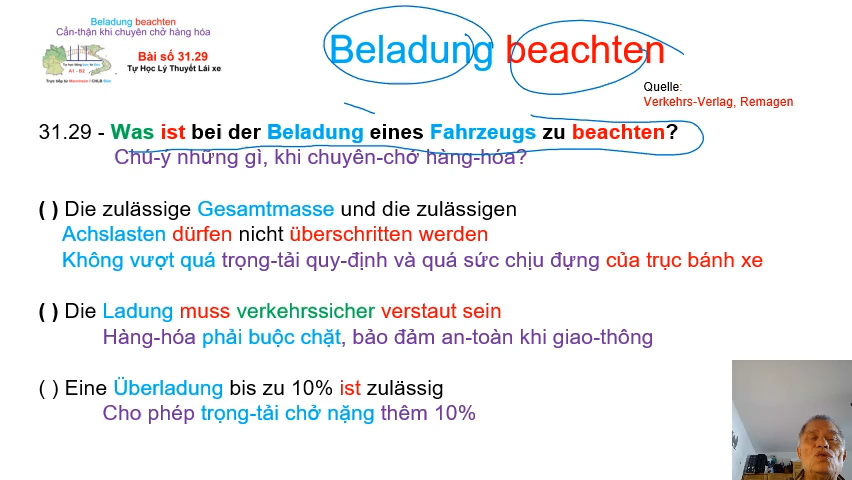 Beladung beachten
Cẩn-thận khi chuyên chở hàng hóa
Bài số 31.29
Tự Học Lý Thuyết Lái xe
A1 - B2
Beladung beachten
Quelle:
Verkehrs-Verlag, Remagen
31.29 - Was ist bei der Beladung eines Fahrzeugs zu beachten?
Chú-ý những gì, khi chuyên-chở hàng-hóa?
( ) Die zulässige Gesamtmasse und die zulässigen
Achslasten dürfen nicht überschritten werden
Không vượt quá trọng-tải quy-định và quá sức chịu đựng của trục bánh xe
( ) Die Ladung muss verkehrssicher verstaut sein
Hàng-hóa phải buộc chặt, bảo đảm an-toàn khi giao-thông
( ) Eine Überladung bis zu 10% ist zulässig
Cho phép trọng-tải chở nặng thêm 10%